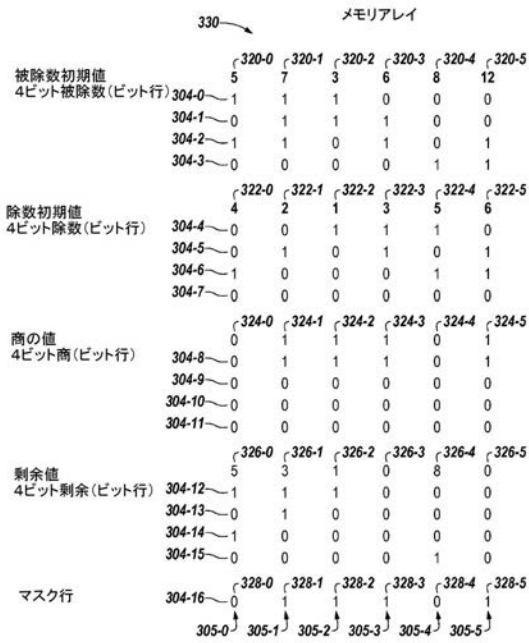 330
メモリアレイ
320-0 320-1 320-2 320-3 320-4 320-5
被除数初期値 5 7 3 6 8 12
4ビット被除数(ビット行)
304-0 1 1 1 0 0 0
304-1 0 1 1 1 0 0
304-2 1 1 0 1 0 1
304-3 0 0 0 0 1 1
322-0 322-1 322-2 322-3 322-4 322-5
除数初期値 4 2 1 3 5 6
4ビット除数(ビット行)
304-4 0 0 1 1 1 0
304-5 0 1 0 1 0 1
304-6 1 0 0 0 1 1
304-7 0 0 0 0 0 0
324-0 324-1 324-2 324-3 324-4 324-5
商の値 0 1 1 1 0 1
4ビット商(ビット行)
304-8 0 1 1 1 0 1
304-9 0 0 0 0 0 0
304-10 0 0 0 0 0 0
304-11 0 0 0 0 0 0
326-0 326-1 326-2 326-3 326-4 326-5
剰余値 5 3 1 0 8 0
4ビット剰余(ビット行)
304-12 1 1 1 0 0 0
304-13 0 1 0 0 0 0
304-14 1 0 0 0 0 0
304-15 0 0 0 0 1 0
328-0 328-1 328-2 328-3 328-4 328-5
マスク行 304-16 0 1 1 1 0 1
305-0 305-1 305-2 305-3 305-4 305-5